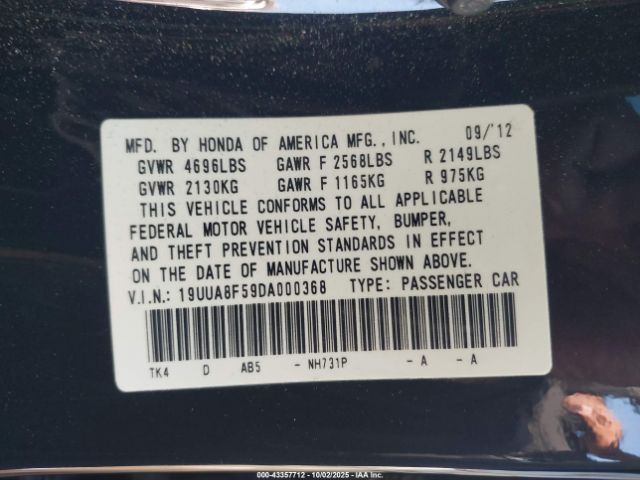 MFD. BY HONDA OF AMERICA MFG., INC. 09/'12
GVWR 4696LBS GAWR F 2568LBS R 2149LBS
GVWR 2130KG GAWR F 1165KG R 975KG
THIS VEHICLE CONFORMS TO ALL APPLICABLE
FEDERAL MOTOR VEHICLE SAFETY, BUMPER,
AND THEFT PREVENTION STANDARDS IN EFFECT
ON THE DATE OF MANUFACTURE SHOWN ABOVE.
V.I.N.: 19UUA8F59DA000368 TYPE: PASSENGER CAR
TK4 D AB5 - NH731P - A - A
000-43357712 - 10/02/2025 - IAA Inc.